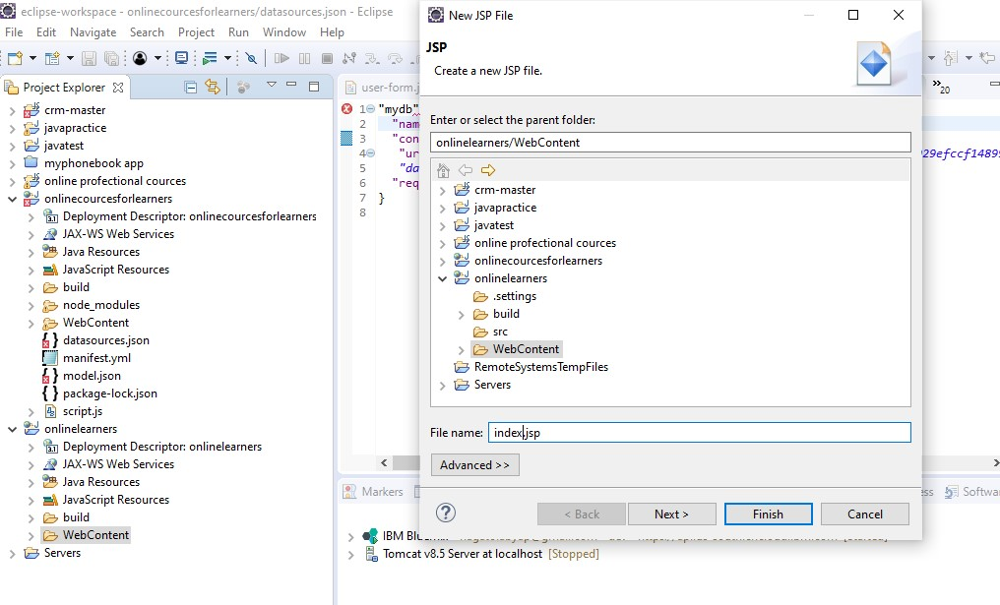 eclipse-workspace - onlinecourcesforlearners/datasources.json - Eclipse
File Edit Navigate Search Project Run Window Help
Project Explorer
crm-master
javapractice
javatest
myphonebook app
online profectional cources
onlinecourcesforlearners
3.1 Deployment Descriptor: onlinecourcesforlearners
JAX-WS Web Services
Java Resources
JavaScript Resources
build
node_modules
WebContent
datasources.json
manifest.yml
model.json
package-lock.json
script.js
onlinelearners
3.1 Deployment Descriptor: onlinelearners
JAX-WS Web Services
Java Resources
JavaScript Resources
build
WebContent
Servers
user-form.j
20
1 "mydb"
2 "nam
3 "con
4 "ur 29efccf1489
5 "da
6 "req
7 }
8
New JSP File
JSP
Create a new JSP file.
Enter or select the parent folder:
onlinelearners/WebContent
crm-master
javapractice
javatest
online profectional cources
onlinecourcesforlearners
onlinelearners
.settings
build
src
WebContent
RemoteSystemsTempFiles
Servers
File name: index.jsp
Advanced >>
< Back Next > Finish Cancel
Markers
ess Softwa
IBM
Tomcat v8.5 Server at localhost [Stopped]